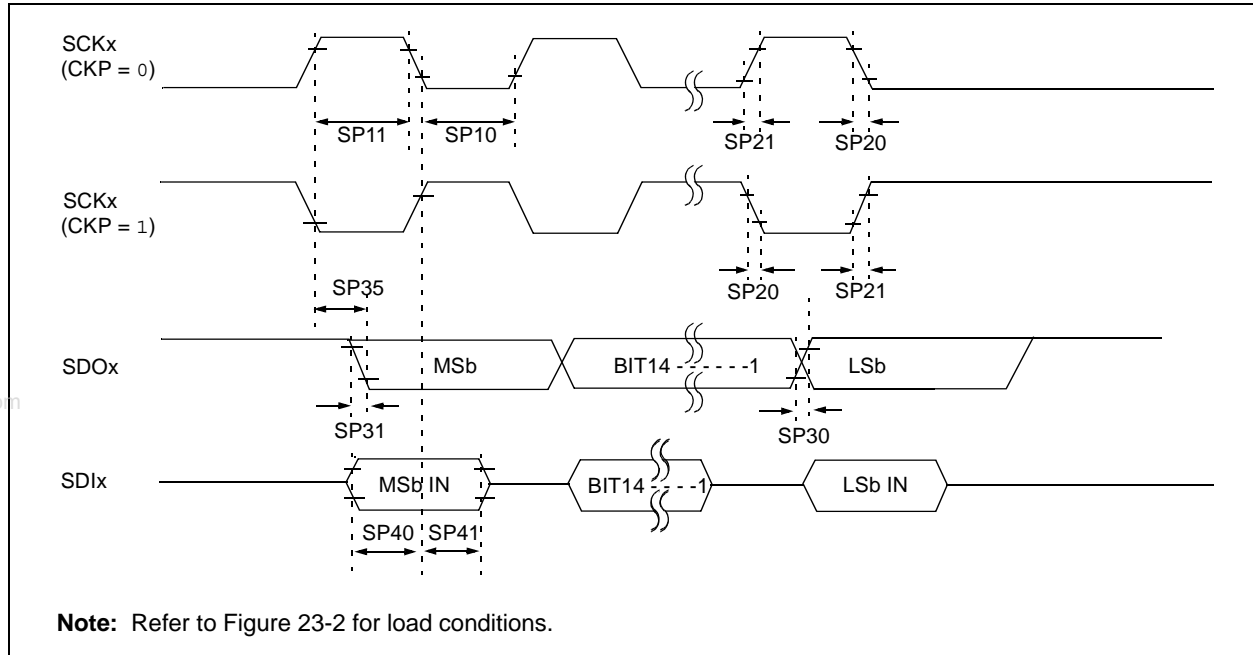 SCKx
(CKP = 0)
SP11
SP10
SP21
SP20
SCKx
(CKP = 1)
SP35
SP20
SP21
SDOx
MSb
BIT14 - - - - - -1
LSb
om
SP31
SP30
SDIx
MSb IN
BIT14 - - - -1
LSb IN
SP40
SP41
Note: Refer to Figure 23-2 for load conditions.